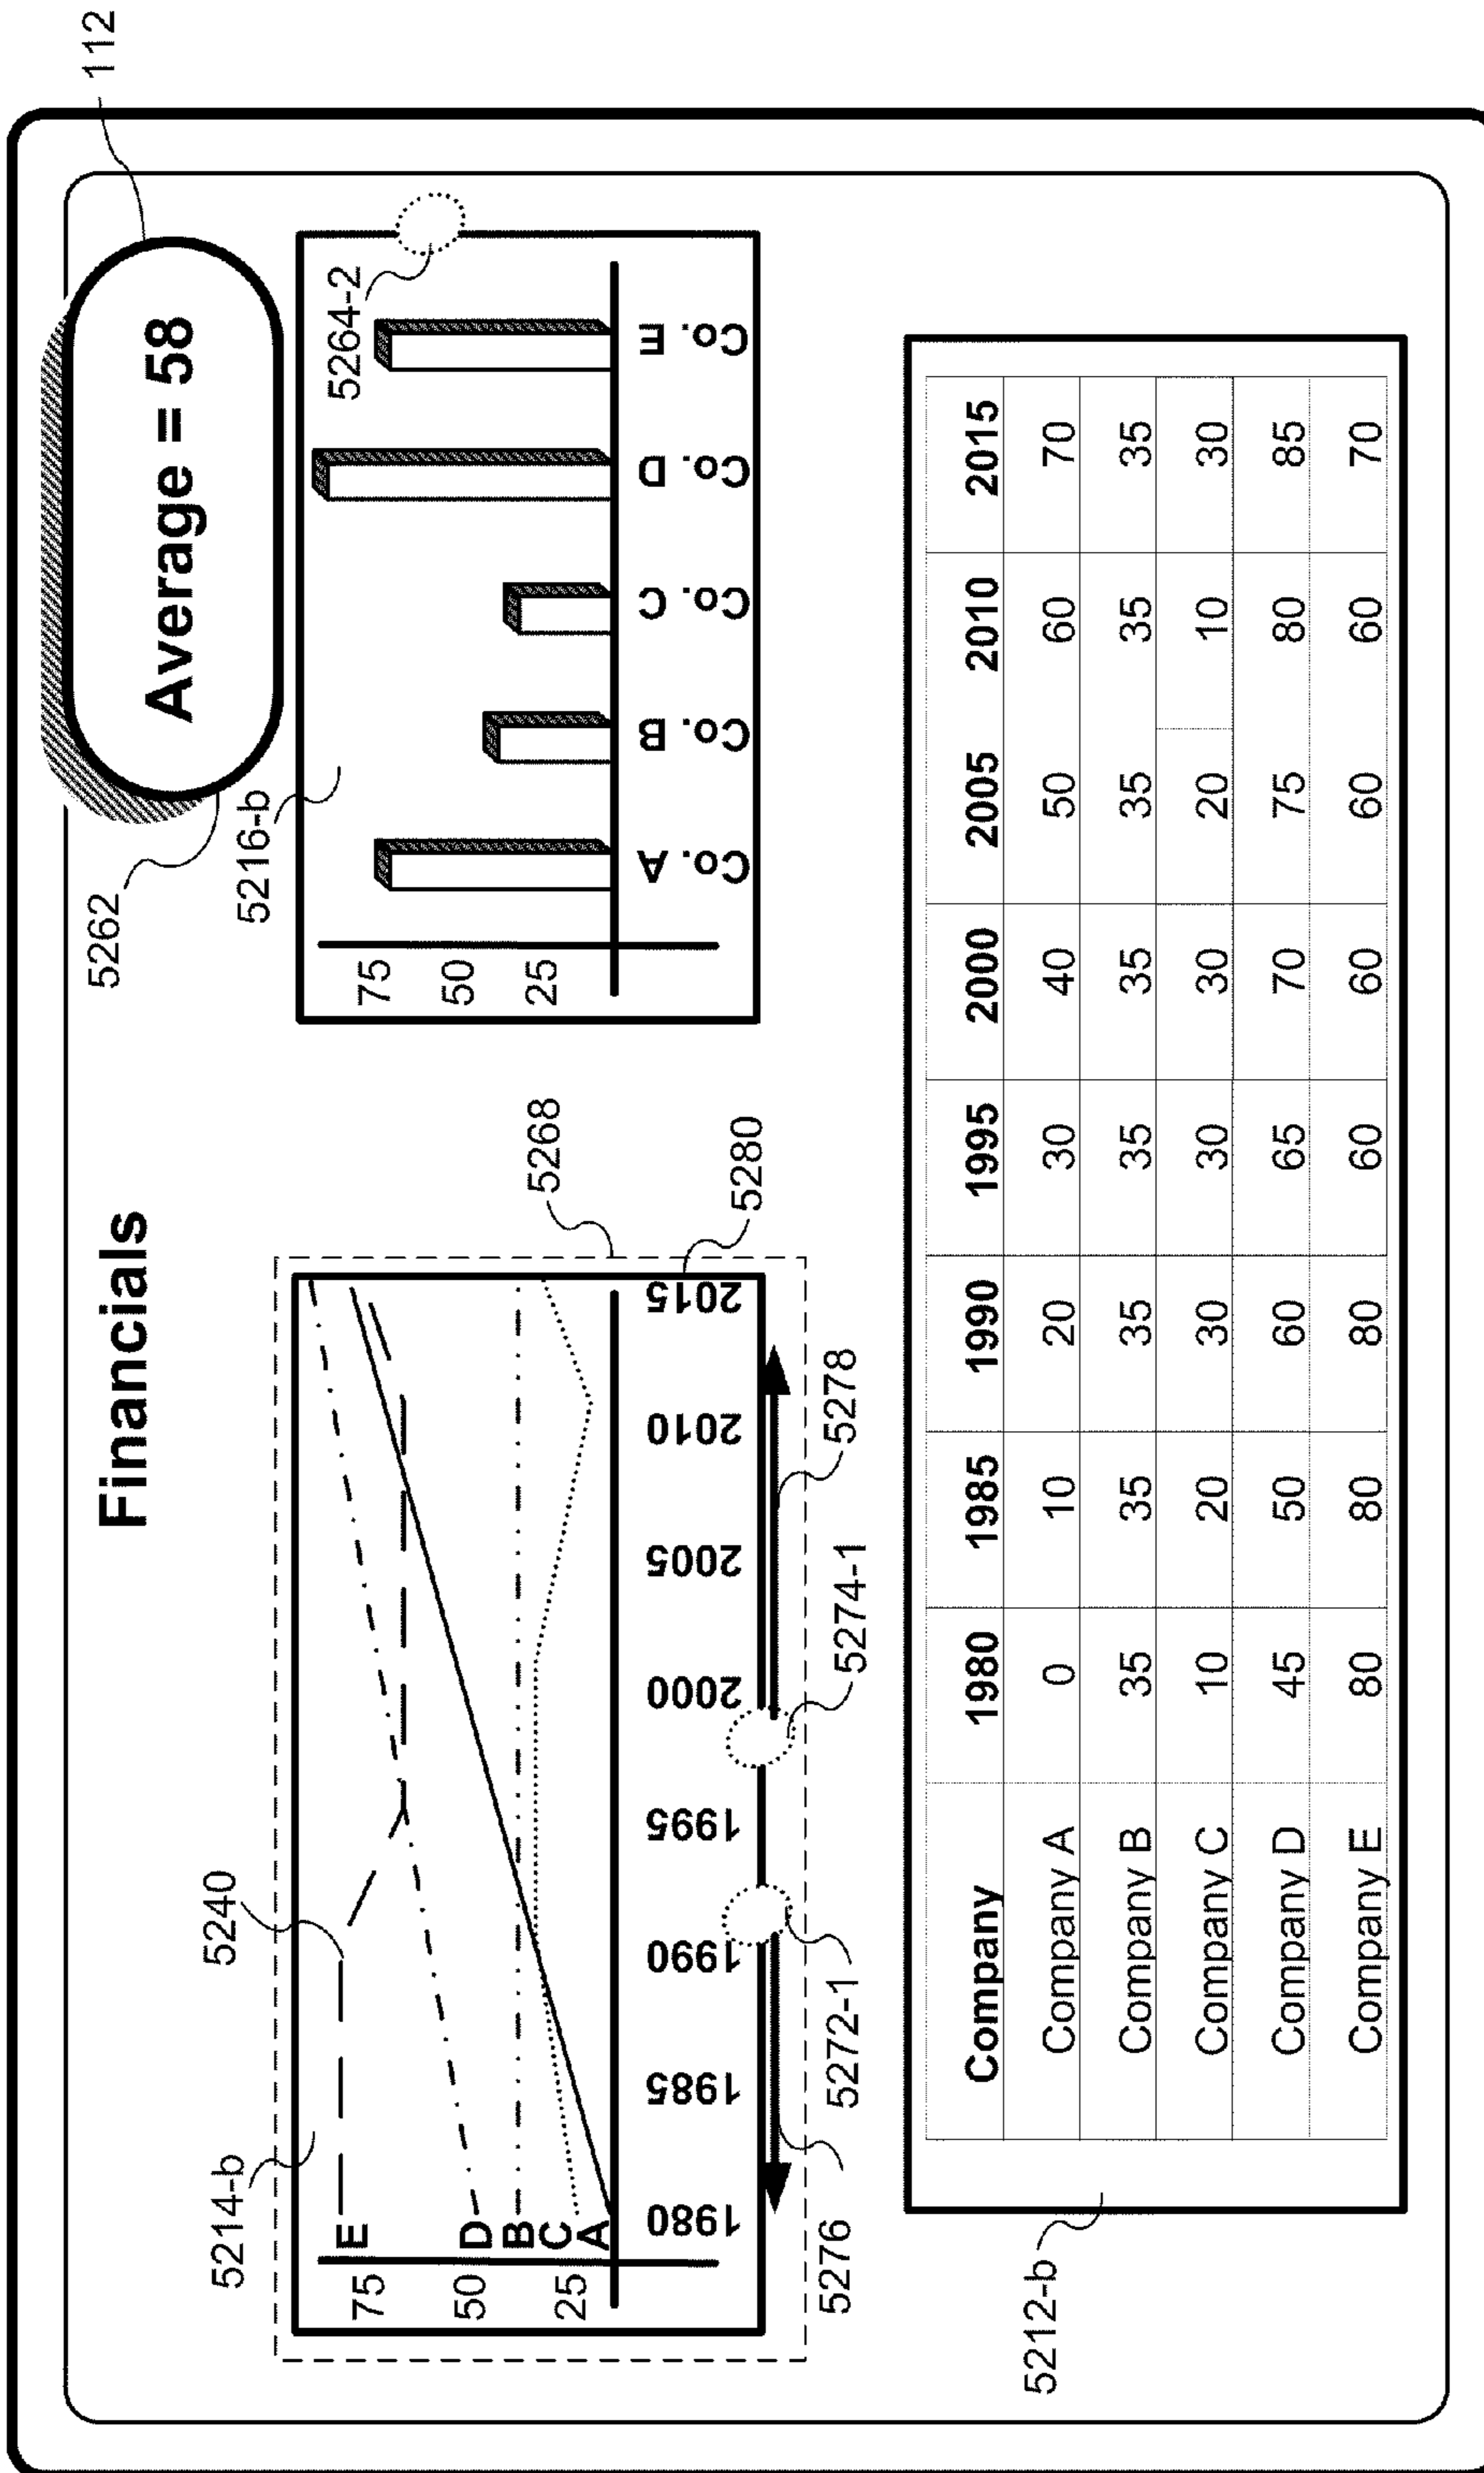 112
Financials
Average = 58
5262
5240
5214-b
5216-b
5264-2
75
50
25
E
D
B
C
A
1980 1985 1990 1995 2000 2005 2010 2015
75
50
25
Co. A Co. B Co. C Co. D Co. E
5268
5280
5276
5272-1
5274-1
5278
5212-b
Company 1980 1985 1990 1995 2000 2005 2010 2015
Company A 0 10 20 30 40 50 60 70
Company B 35 35 35 35 35 35 35 35
Company C 10 20 30 30 30 20 10 30
Company D 45 50 60 65 70 75 80 85
Company E 80 80 80 60 60 60 60 70